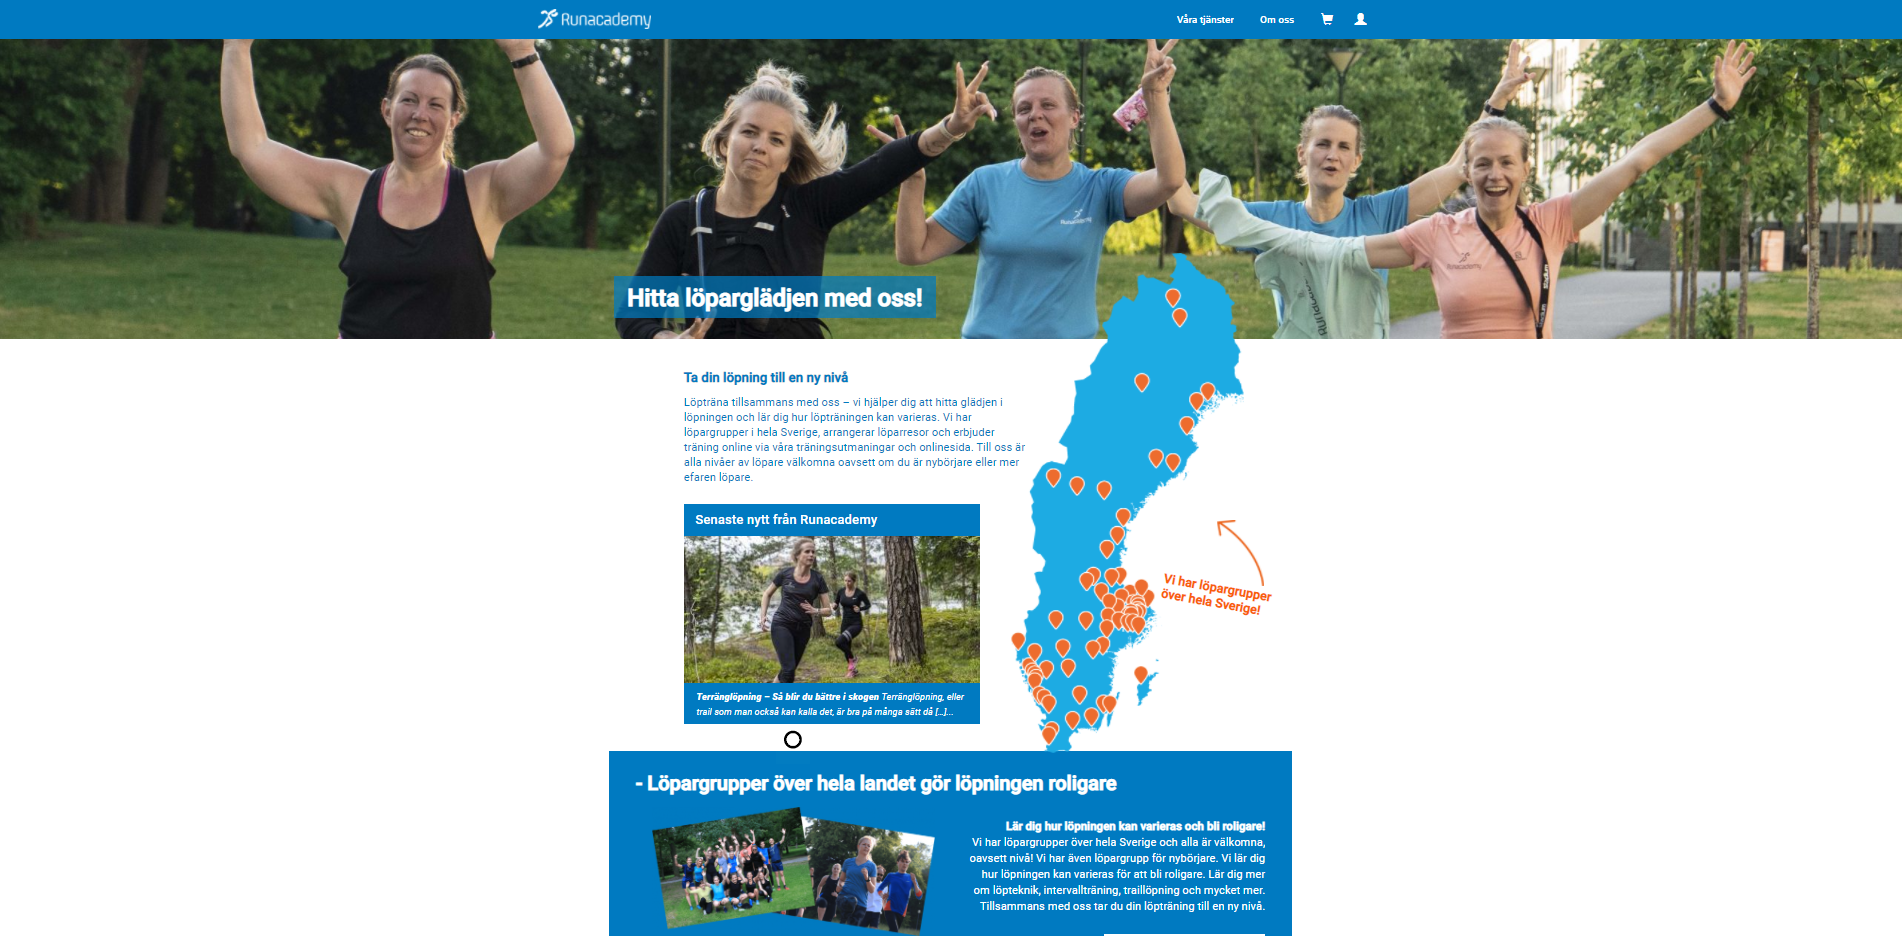 Runacademy
Våra tjänster
Om oss
Runacademy
Runacademy
Stadium
Hitta löparglädjen med oss!
Ta din löpning till en ny nivå
Löpträna tillsammans med oss – vi hjälper dig att hitta glädjen i
löpningen och lär dig hur löpträningen kan varieras. Vi har
löpargrupper i hela Sverige, arrangerar löparresor och erbjuder
träning online via våra träningsutmaningar och onlinesida. Till oss är
alla nivåer av löpare välkomna oavsett om du är nybörjare eller mer
efaren löpare.
Senaste nytt från Runacademy
Terränglöpning – Så blir du bättre i skogen Terränglöpning, eller
trail som man också kan kalla det, är bra på många sätt då [...]...
Vi har löpargrupper
över hela Sverige!
- Löpargrupper över hela landet gör löpningen roligare
Lär dig hur löpningen kan varieras och bli roligare!
Vi har löpargrupper över hela Sverige och alla är välkomna,
oavsett nivå! Vi har även löpargrupp för nybörjare. Vi lär dig
hur löpningen kan varieras för att bli roligare. Lär dig mer
om löpteknik, intervallträning, traillöpning och mycket mer.
Tillsammans med oss tar du din löpträning till en ny nivå.